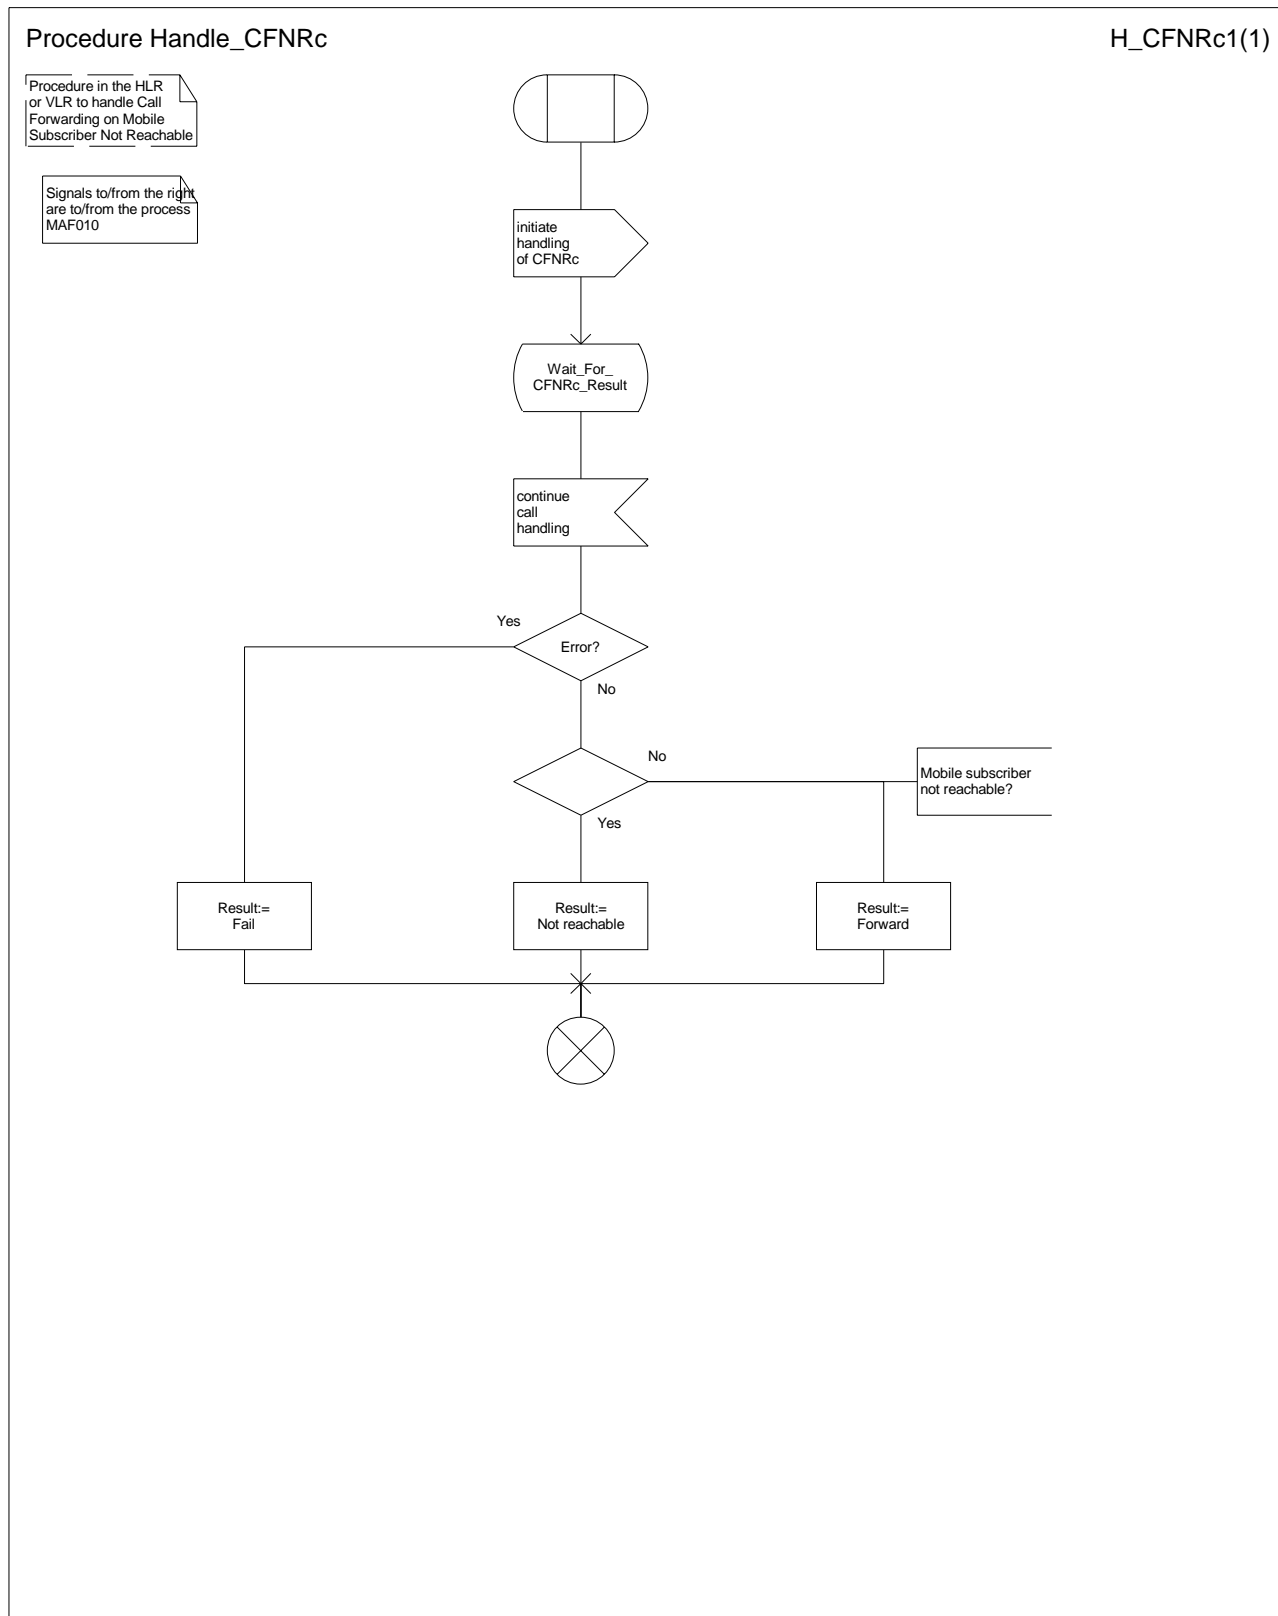 Procedure Handle_CFNRc
H_CFNRc1(1)
Procedure in the HLR
or VLR to handle Call
Forwarding on Mobile
Subscriber Not Reachable
Signals to/from the right
are to/from the process
MAF010
initiate
handling
of CFNRc
Wait_For_
CFNRc_Result
continue
call
handling
Yes
Error?
No
No
Mobile subscriber
not reachable?
Yes
Result:=
Fail
Result:=
Not reachable
Result:=
Forward